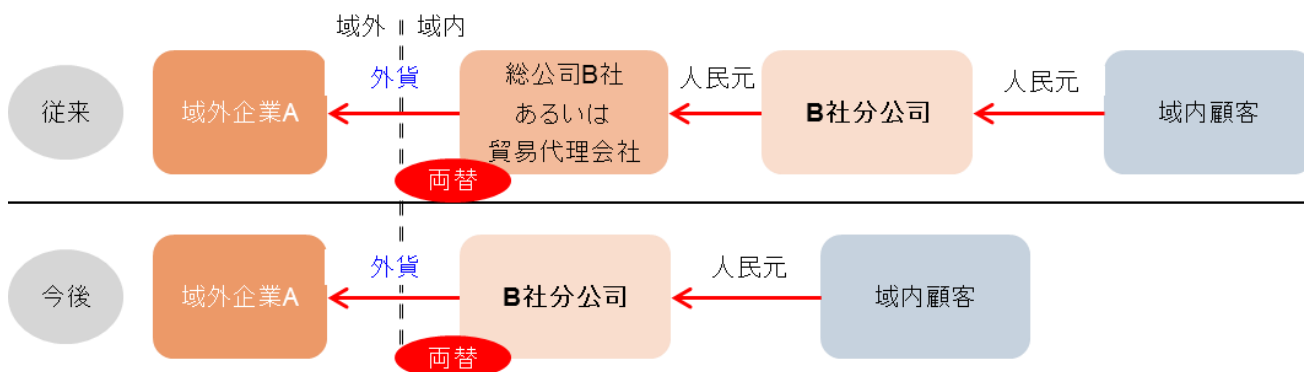 域外 域内
従来
域外企業A
外貨
総公司B社
あるいは
貿易代理会社
両替
人民元
B社分公司
人民元
域内顧客
今後
域外企業A
外貨
両替
B社分公司
人民元
域内顧客